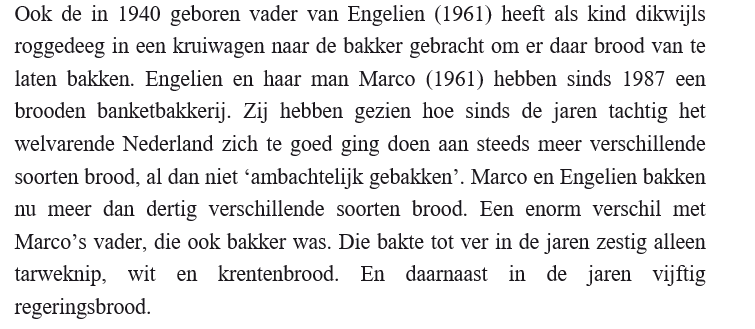 Ook de in 1940 geboren vader van Engelien (1961) heeft als kind dikwijls
roggedeeg in een kruiwagen naar de bakker gebracht om er daar brood van te
laten bakken. Engelien en haar man Marco (1961) hebben sinds 1987 een
brooden banketbakkerij. Zij hebben gezien hoe sinds de jaren tachtig het
welvarende Nederland zich te goed ging doen aan steeds meer verschillende
soorten brood, al dan niet ‘ambachtelijk gebakken’. Marco en Engelien bakken
nu meer dan dertig verschillende soorten brood. Een enorm verschil met
Marco’s vader, die ook bakker was. Die bakte tot ver in de jaren zestig alleen
tarweknip, wit en krentenbrood. En daarnaast in de jaren vijftig
regeringsbrood.